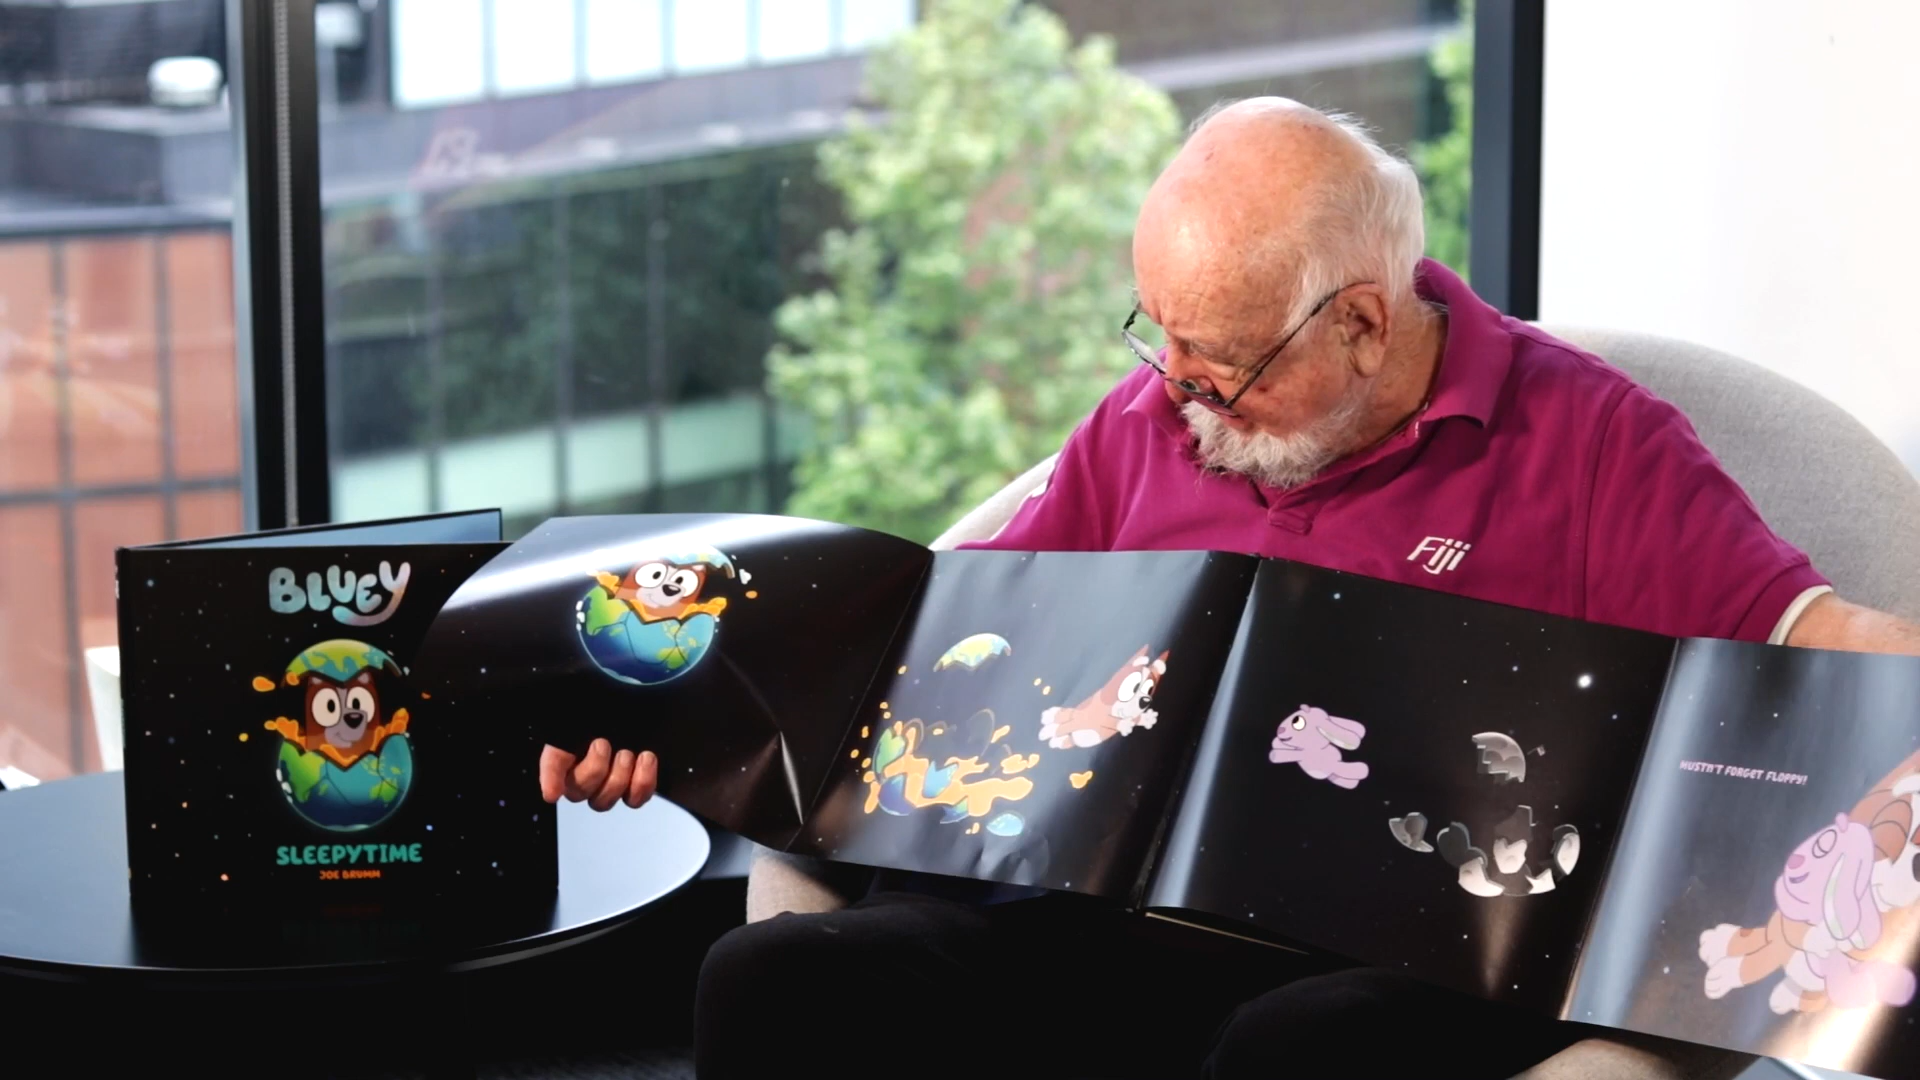 BLUEY
SLEEPYTIME
JOE BRUMM
MUSTN'T FORGET FLOPPY!
Fiji